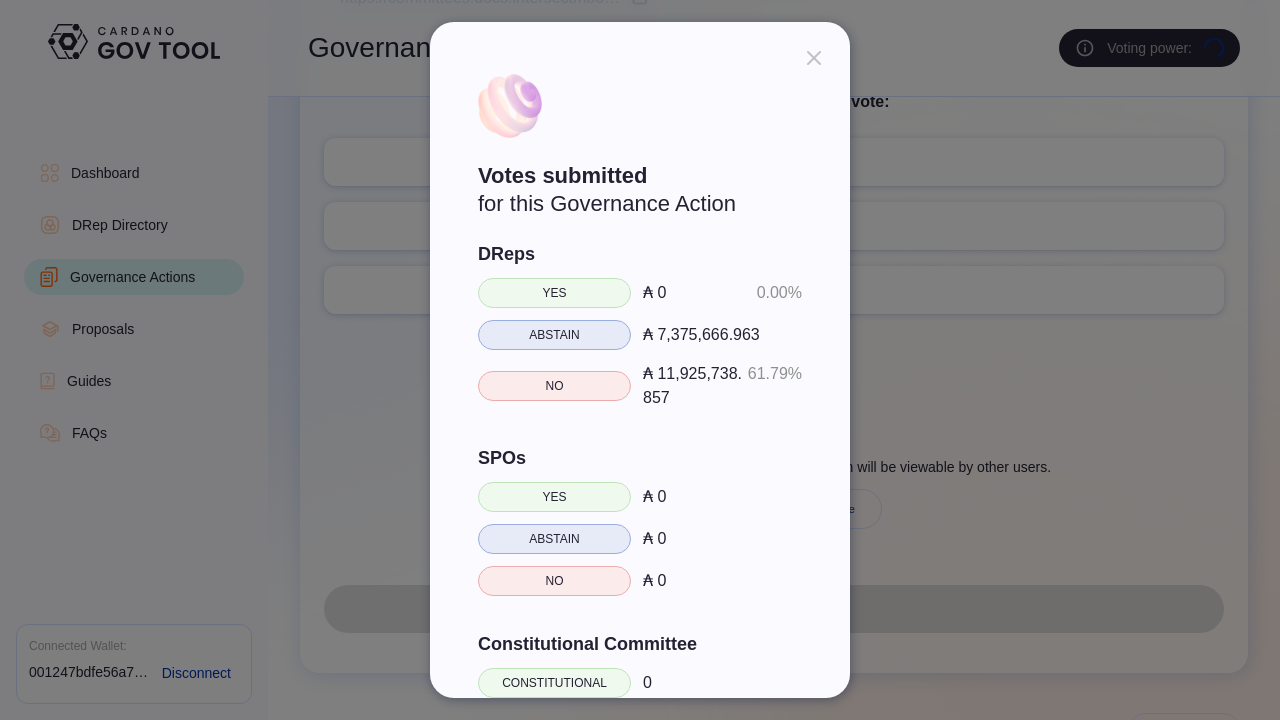 CARDANO
GOV TOOL
Governan
Voting power:
vote:
Dashboard
DRep Directory
Governance Actions
Proposals
Guides
FAQs
Connected Wallet:
001247bdfe56a7... Disconnect
Votes submitted
for this Governance Action
DReps
YES ₳ 0 0.00%
ABSTAIN ₳ 7,375,666.963
NO ₳ 11,925,738. 61.79%
857
SPOs
YES ₳ 0
ABSTAIN ₳ 0
NO ₳ 0
Constitutional Committee
CONSTITUTIONAL 0
will be viewable by other users.